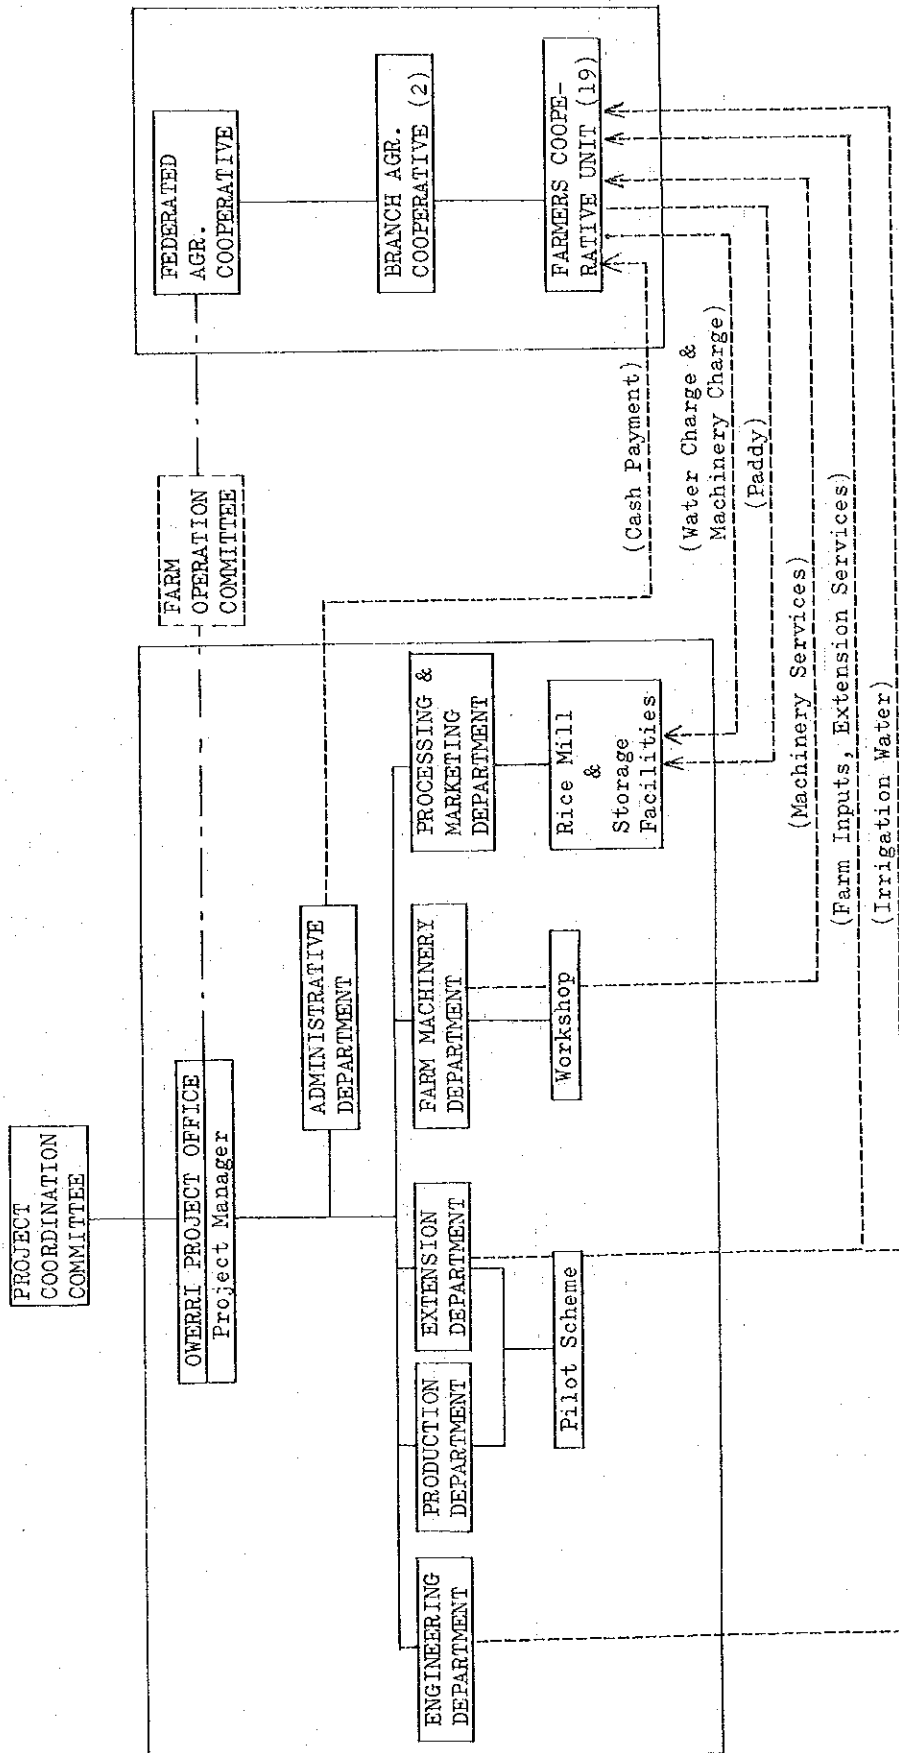 PROJECT
COORDINATION
COMMITTEE
OWERRI PROJECT OFFICE
Project Manager
FARM
OPERATION
COMMITTEE
FEDERATED
AGR.
COOPERATIVE
ADMINISTRATIVE
DEPARTMENT
BRANCH AGR.
COOPERATIVE (2)
ENGINEERING
DEPARTMENT
PRODUCTION
DEPARTMENT
EXTENSION
DEPARTMENT
FARM MACHINERY
DEPARTMENT
PROCESSING &
MARKETING
DEPARTMENT
FARMERS COOPE-
RATIVE UNIT (19)
Pilot Scheme
Workshop
Rice Mill
&
Storage
Facilities
(Cash Payment)
(Water Charge &
Machinery Charge)
(Paddy)
(Machinery Services)
(Farm Inputs, Extension Services)
(Irrigation Water)